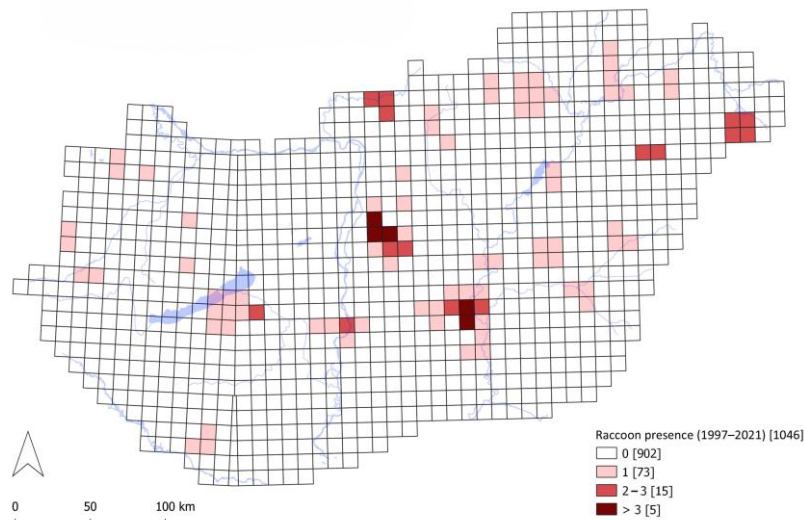 Raccoon presence (1997–2021) [1046]
0 [902]
1 [73]
2–3 [15]
> 3 [5]
0 50 100 km